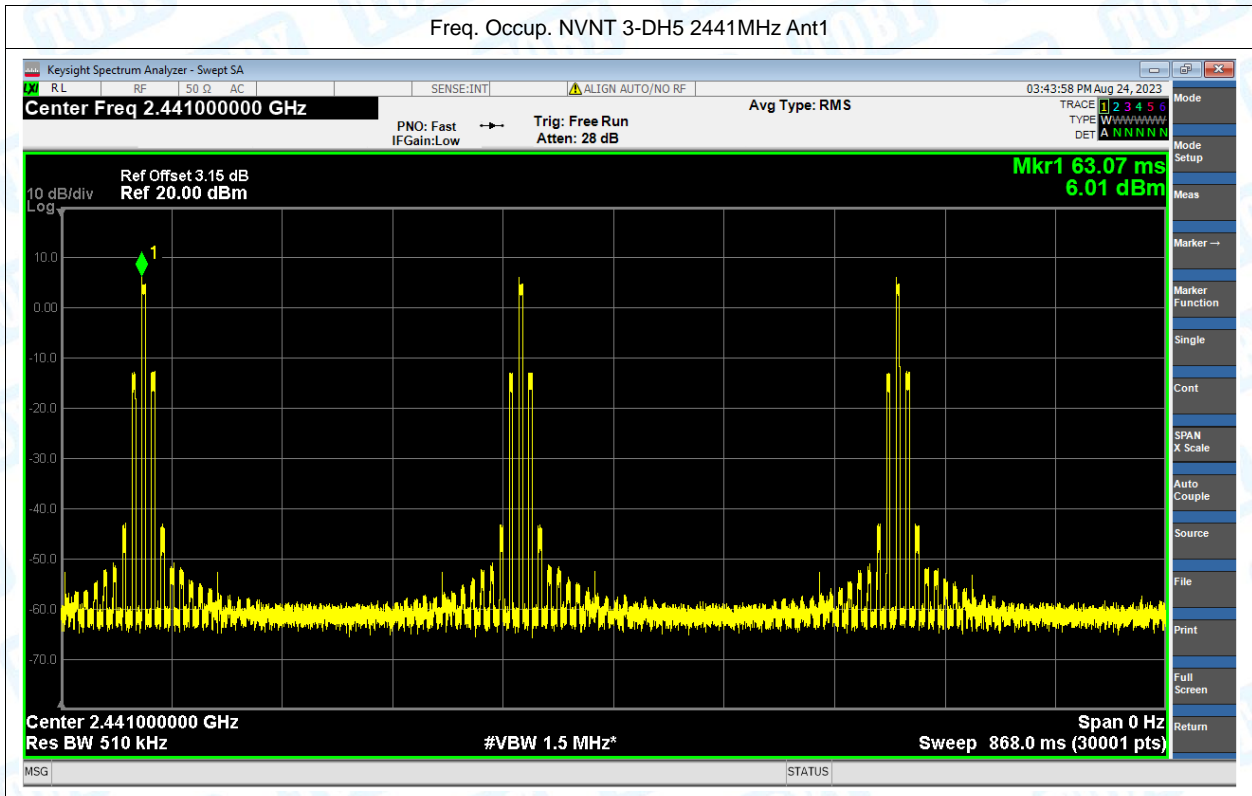 Freq. Occup. NVNT 3-DH5 2441MHz Ant1
Keysight Spectrum Analyzer - Swept SA
LXI RL RF 50 Ω AC SENSE:INT ALIGN AUTO/NO RF 03:43:58 PM Aug 24, 2023
Center Freq 2.441000000 GHz
PNO: Fast
IFGain:Low
Trig: Free Run
Atten: 28 dB
Avg Type: RMS
TRACE 1 2 3 4 5 6
TYPE WWWWWW
DET A N N N N N
Mkr1 63.07 ms
6.01 dBm
Ref Offset 3.15 dB
10 dB/div Ref 20.00 dBm
Log
1
10.0
0.00
-10.0
-20.0
-30.0
-40.0
-50.0
-60.0
-70.0
Center 2.441000000 GHz Span 0 Hz
Res BW 510 kHz #VBW 1.5 MHz* Sweep 868.0 ms (30001 pts)
MSG STATUS
Mode
Mode
Setup
Meas
Marker →
Marker
Function
Single
Cont
SPAN
X Scale
Auto
Couple
Source
File
Print
Full
Screen
Return
TOBY